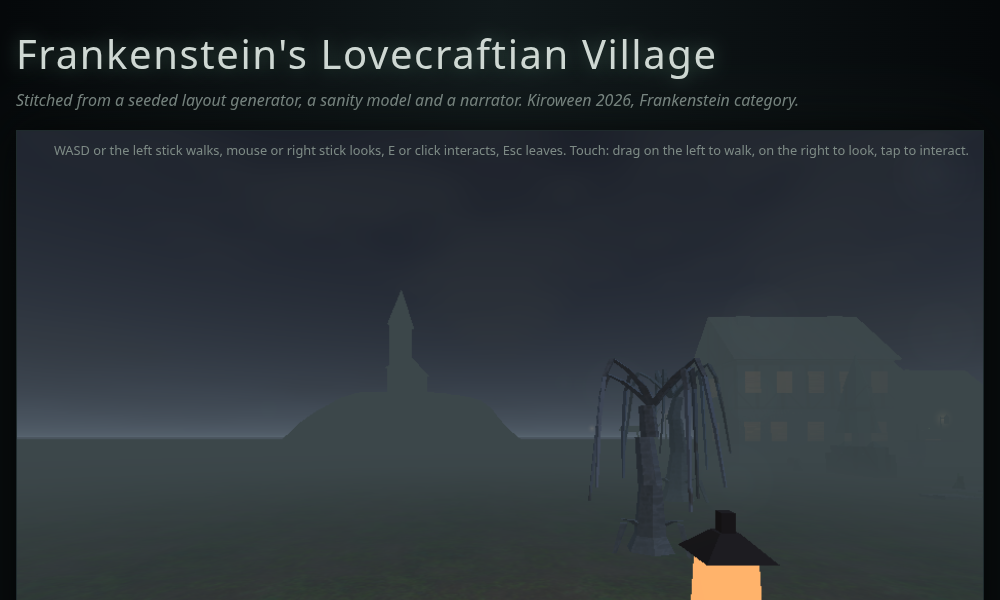 Frankenstein's Lovecraftian Village
Stitched from a seeded layout generator, a sanity model and a narrator. Kiroween 2026, Frankenstein category.
WASD or the left stick walks, mouse or right stick looks, E or click interacts, Esc leaves. Touch: drag on the left to walk, on the right to look, tap to interact.